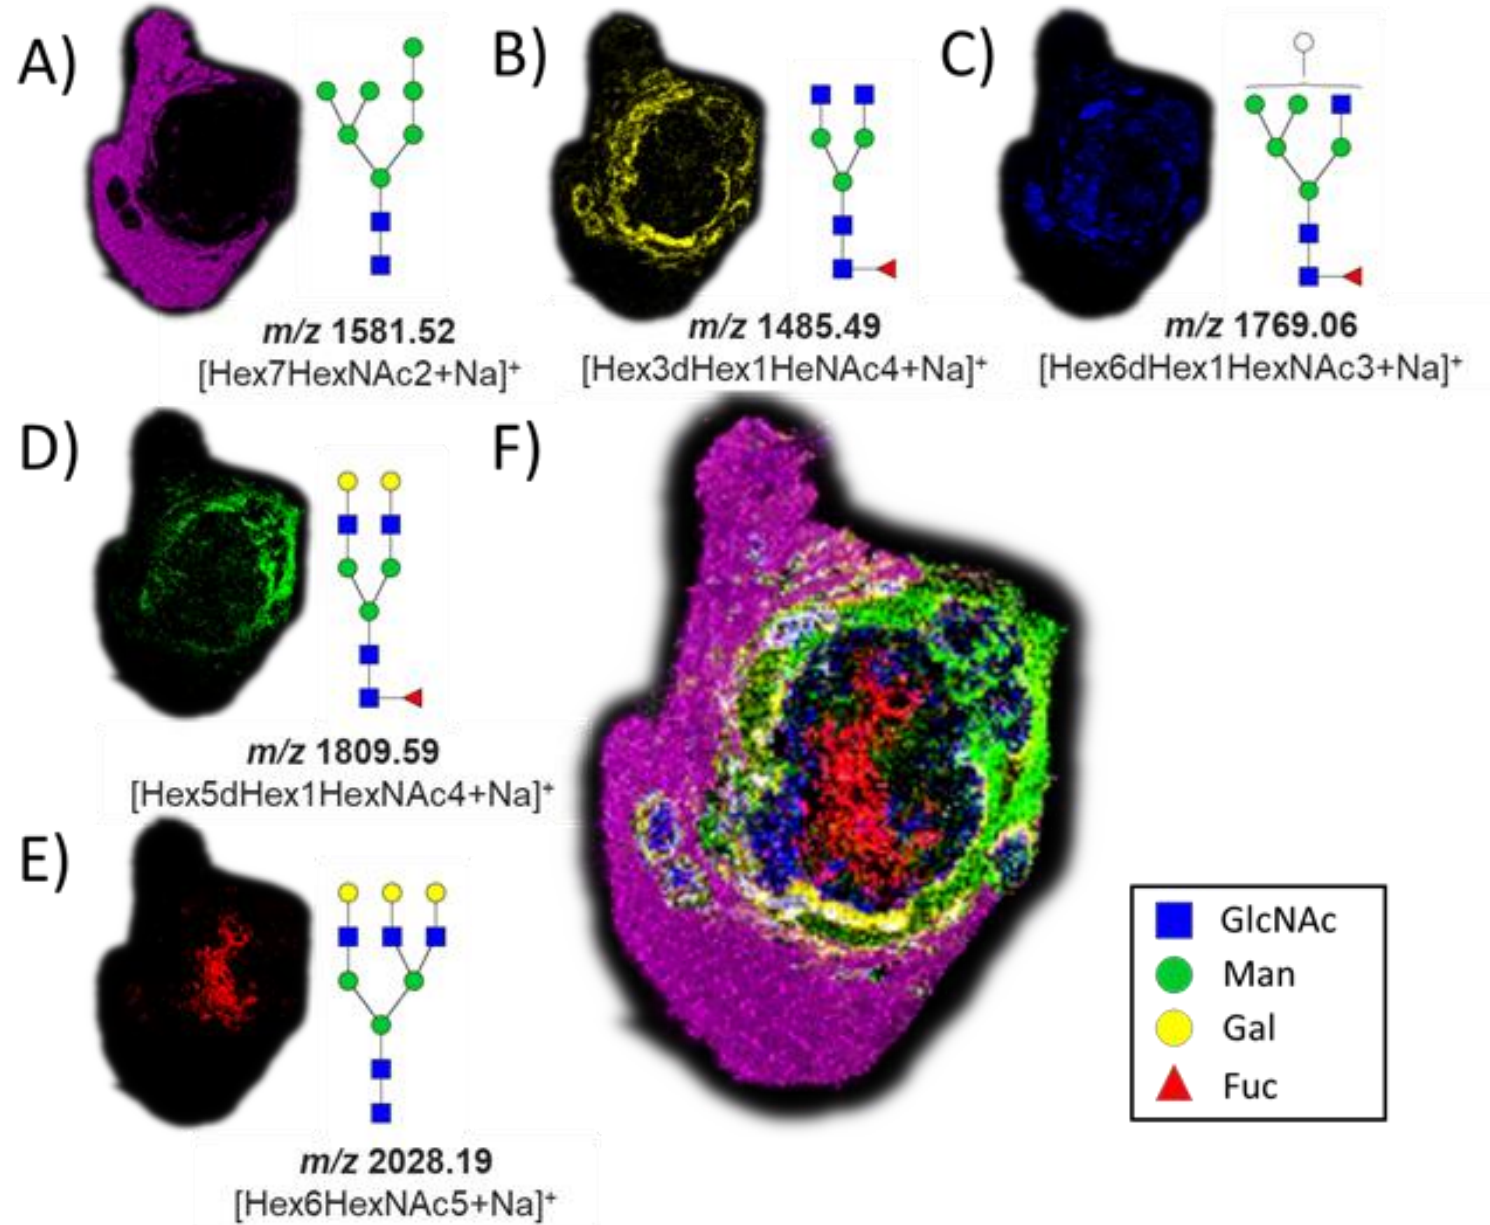 A)
B)
C)
m/z 1581.52
[Hex7HexNAc2+Na]⁺
m/z 1485.49
[Hex3dHex1HeNAc4+Na]⁺
m/z 1769.06
[Hex6dHex1HexNAc3+Na]⁺
D)
F)
m/z 1809.59
[Hex5dHex1HexNAc4+Na]⁺
E)
m/z 2028.19
[Hex6HexNAc5+Na]⁺
GlcNAc
Man
Gal
Fuc